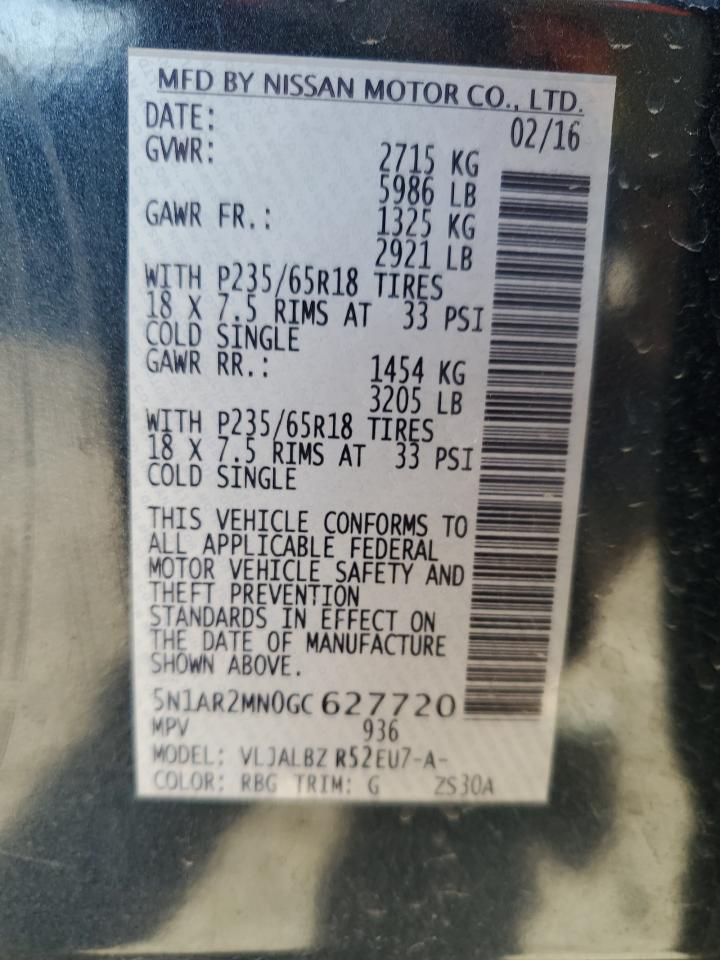 MFD BY NISSAN MOTOR CO., LTD.
DATE: 02/16
GVWR: 2715 KG
5986 LB
GAWR FR.: 1325 KG
2921 LB
WITH P235/65R18 TIRES
18 X 7.5 RIMS AT 33 PSI
COLD SINGLE
GAWR RR.: 1454 KG
3205 LB
WITH P235/65R18 TIRES
18 X 7.5 RIMS AT 33 PSI
COLD SINGLE
THIS VEHICLE CONFORMS TO
ALL APPLICABLE FEDERAL
MOTOR VEHICLE SAFETY AND
THEFT PREVENTION
STANDARDS IN EFFECT ON
THE DATE OF MANUFACTURE
SHOWN ABOVE.
5N1AR2MN0GC627720
MPV 936
MODEL: VLJALBZ R52EU7-A-
COLOR: RBG TRIM: G ZS30A